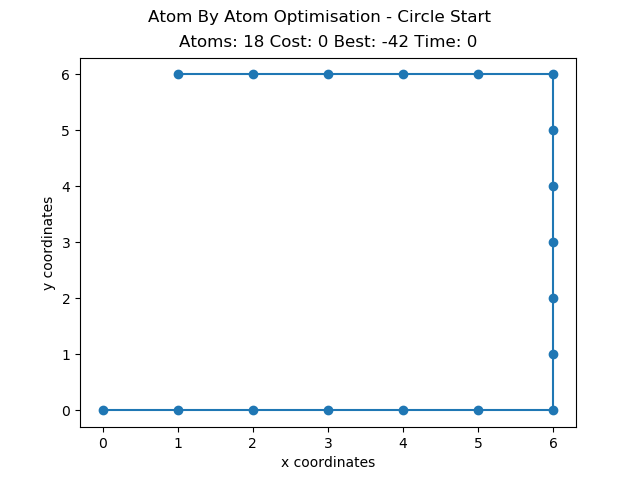 Atom By Atom Optimisation - Circle Start
Atoms: 18 Cost: 0 Best: -42 Time: 0
6
5
4
3
2
1
0
y coordinates
0 1 2 3 4 5 6
x coordinates